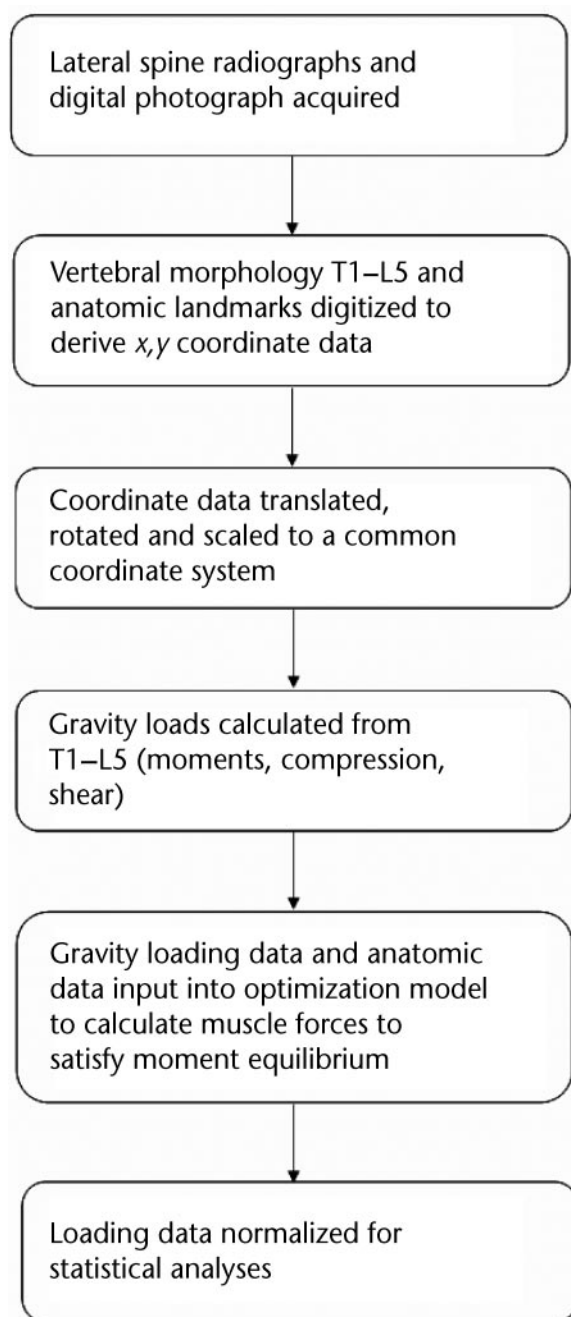 Lateral spine radiographs and
digital photograph acquired
Vertebral morphology T1–L5 and
anatomic landmarks digitized to
derive x,y coordinate data
Coordinate data translated,
rotated and scaled to a common
coordinate system
Gravity loads calculated from
T1–L5 (moments, compression,
shear)
Gravity loading data and anatomic
data input into optimization model
to calculate muscle forces to
satisfy moment equilibrium
Loading data normalized for
statistical analyses